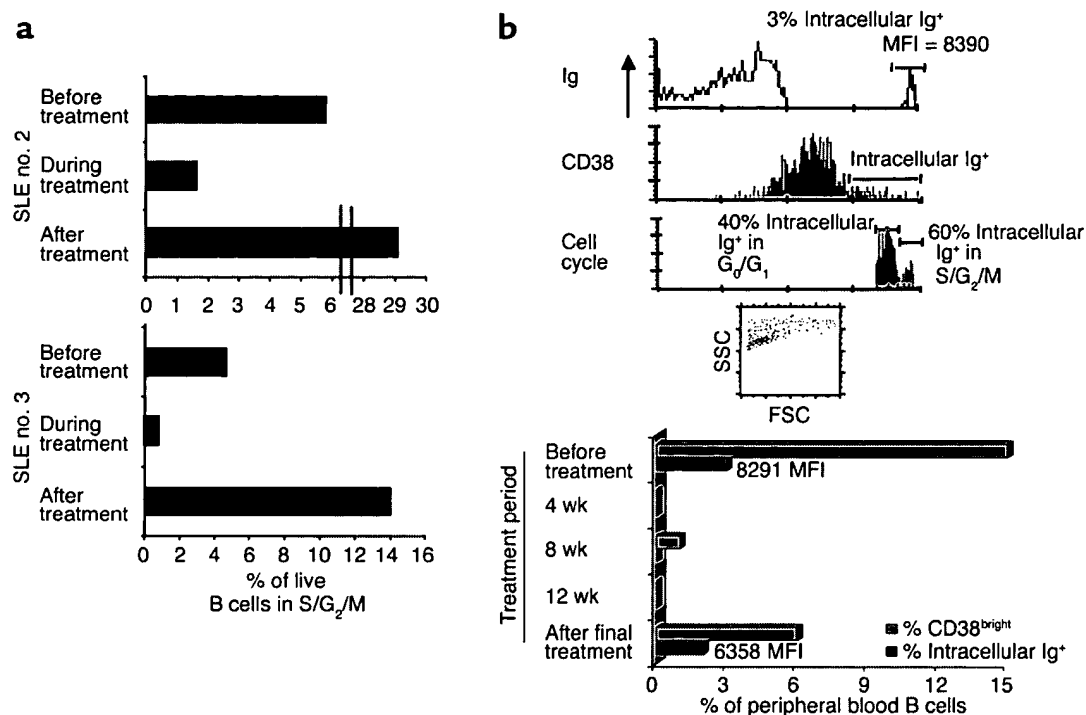 a
SLE no. 2
Before
treatment
During
treatment
After
treatment
0 1 2 3 4 5 6 28 29 30
SLE no. 3
Before
treatment
During
treatment
After
treatment
0 2 4 6 8 10 12 14 16
% of live
B cells in S/G2/M
b
3% Intracellular Ig+
MFI = 8390
Ig
CD38
Intracellular Ig+
Cell
cycle
40% Intracellular
Ig+ in
G0/G1
60% Intracellular
Ig+ in
S/G2/M
SSC
FSC
Treatment period
Before
treatment
8291 MFI
4 wk
8 wk
12 wk
After final
treatment
6358 MFI
% CD38bright
% Intracellular Ig+
0 3 6 9 12 15
% of peripheral blood B cells